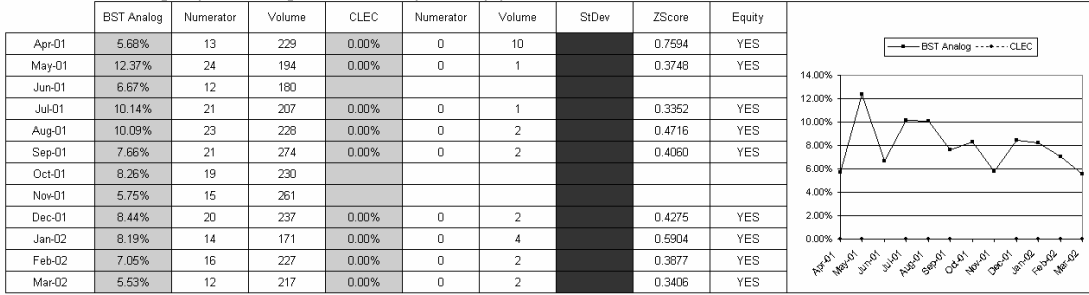 BST Analog Numerator Volume CLEC Numerator Volume StDev ZScore Equity
Apr-01 5.68% 13 229 0.00% 0 10 0.7594 YES
May-01 12.37% 24 194 0.00% 0 1 0.3748 YES
Jun-01 6.67% 12 180
Jul-01 10.14% 21 207 0.00% 0 1 0.3352 YES
Aug-01 10.09% 23 228 0.00% 0 2 0.4716 YES
Sep-01 7.66% 21 274 0.00% 0 2 0.4060 YES
Oct-01 8.26% 19 230
Nov-01 5.75% 15 261
Dec-01 8.44% 20 237 0.00% 0 2 0.4275 YES
Jan-02 8.19% 14 171 0.00% 0 4 0.5904 YES
Feb-02 7.05% 16 227 0.00% 0 2 0.3877 YES
Mar-02 5.53% 12 217 0.00% 0 2 0.3406 YES
BST Analog CLEC
14.00%
12.00%
10.00%
8.00%
6.00%
4.00%
2.00%
0.00%
Apr-01 May-01 Jun-01 Jul-01 Aug-01 Sep-01 Oct-01 Nov-01 Dec-01 Jan-02 Feb-02 Mar-02